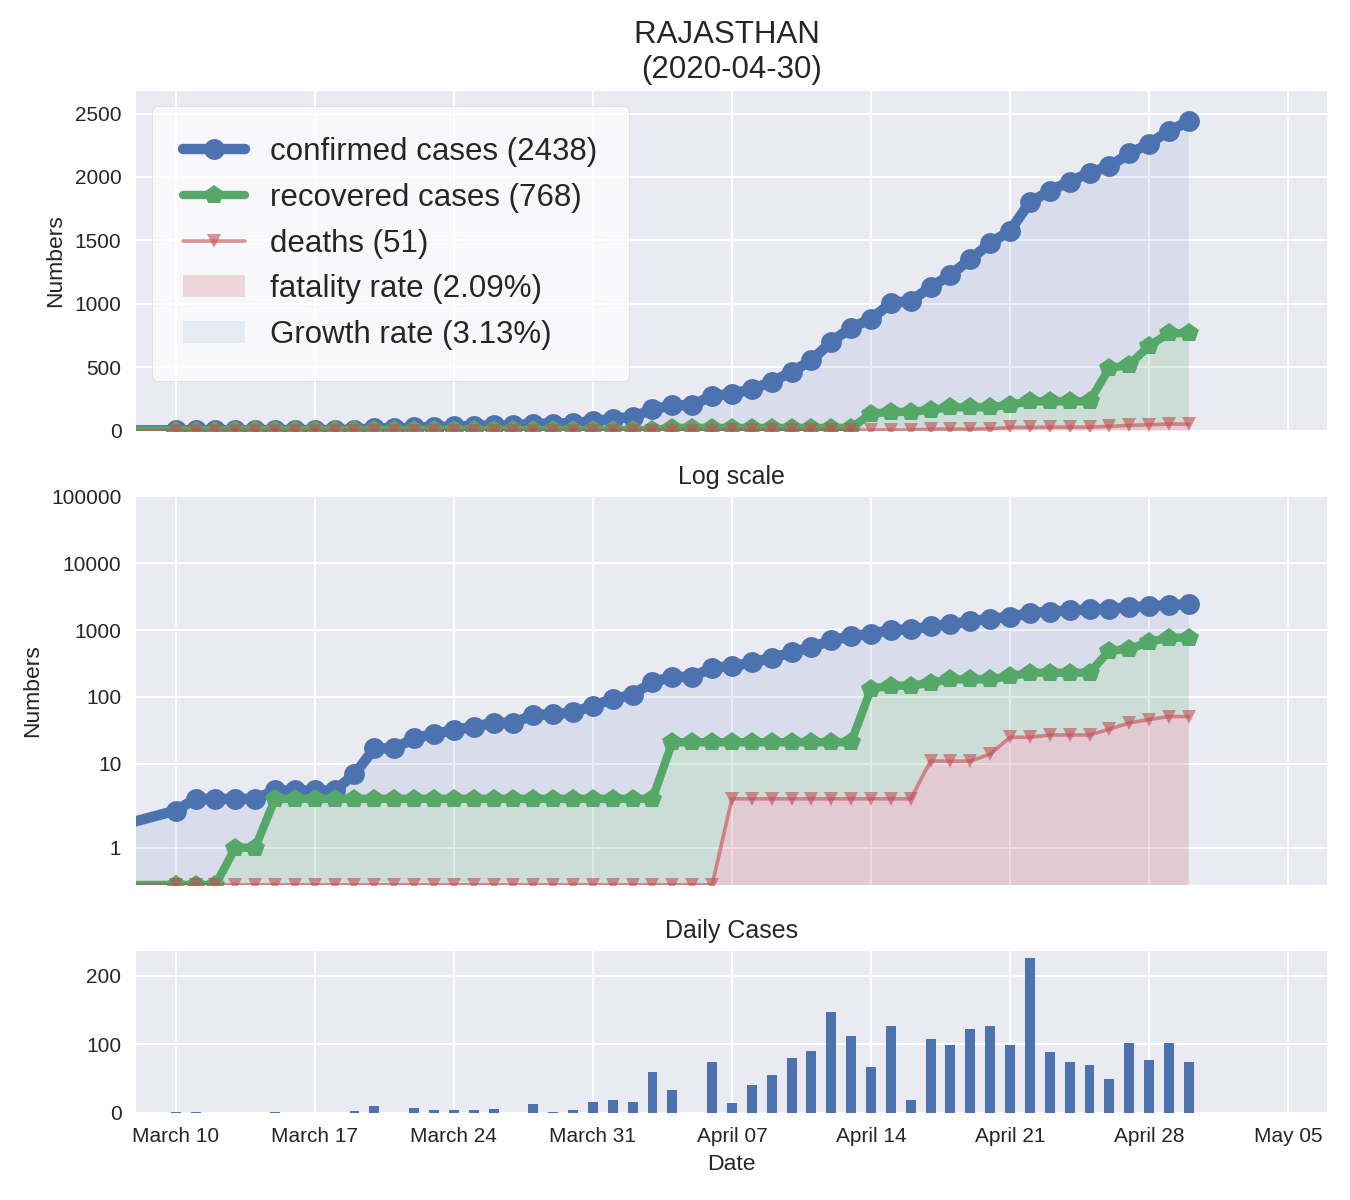 RAJASTHAN
(2020-04-30)
2500
2000
1500
1000
500
0
Numbers
confirmed cases (2438)
recovered cases (768)
deaths (51)
fatality rate (2.09%)
Growth rate (3.13%)
Log scale
100000
10000
1000
100
10
1
Numbers
Daily Cases
200
100
0
March 10 March 17 March 24 March 31 April 07 April 14 April 21 April 28 May 05
Date